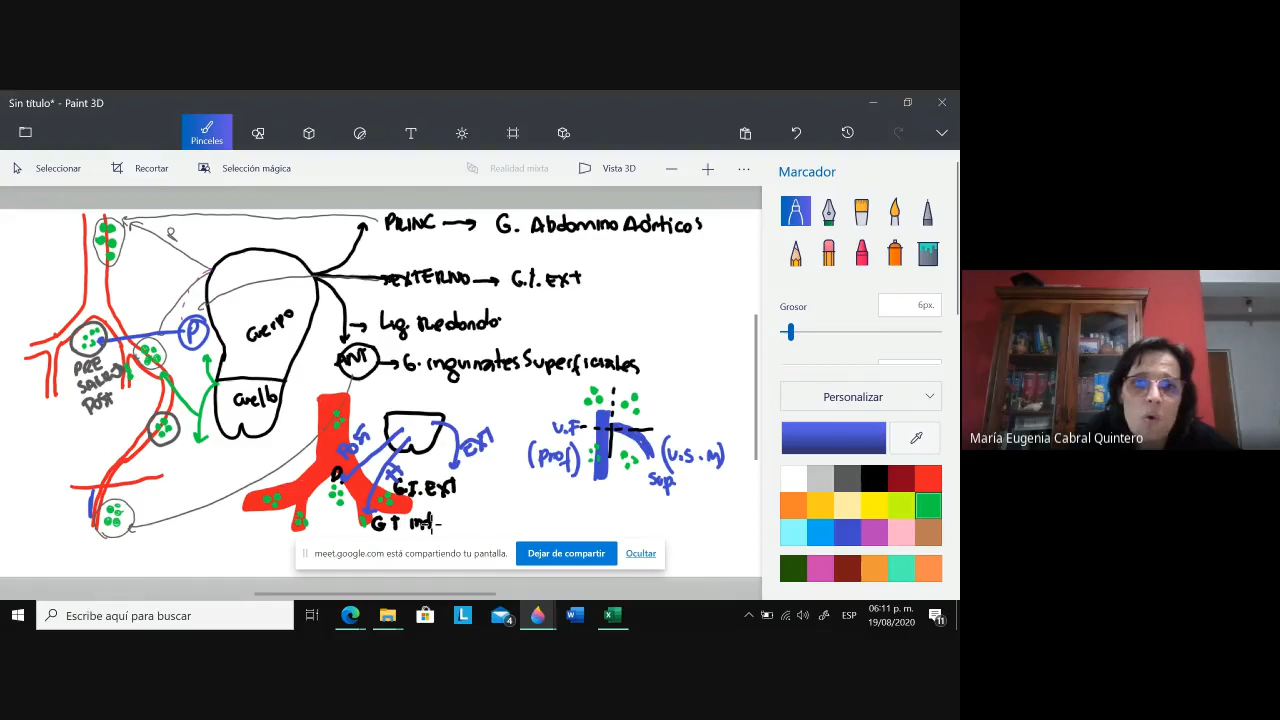 Sin título* - Paint 3D
Pinceles
Seleccionar
Recortar
Selección mágica
Realidad mixta
Vista 3D
Marcador
Grosor
6px.
Personalizar
PRINC → G. Abdomino Aórticos
R
EXTERNO → G.I. Ext
Lig Redondo
ANT → G. inguinales Superficiales
Cuerpo
P
PRE
POST
Cuello
V.F
(prof)
(V.S.M)
Sup
Post
Ext
G.I. Ext
G I int
meet.google.com está compartiendo tu pantalla.
Dejar de compartir
Ocultar
María Eugenia Cabral Quintero
Escribe aquí para buscar
L
4
ESP
06:11 p. m.
19/08/2020
11